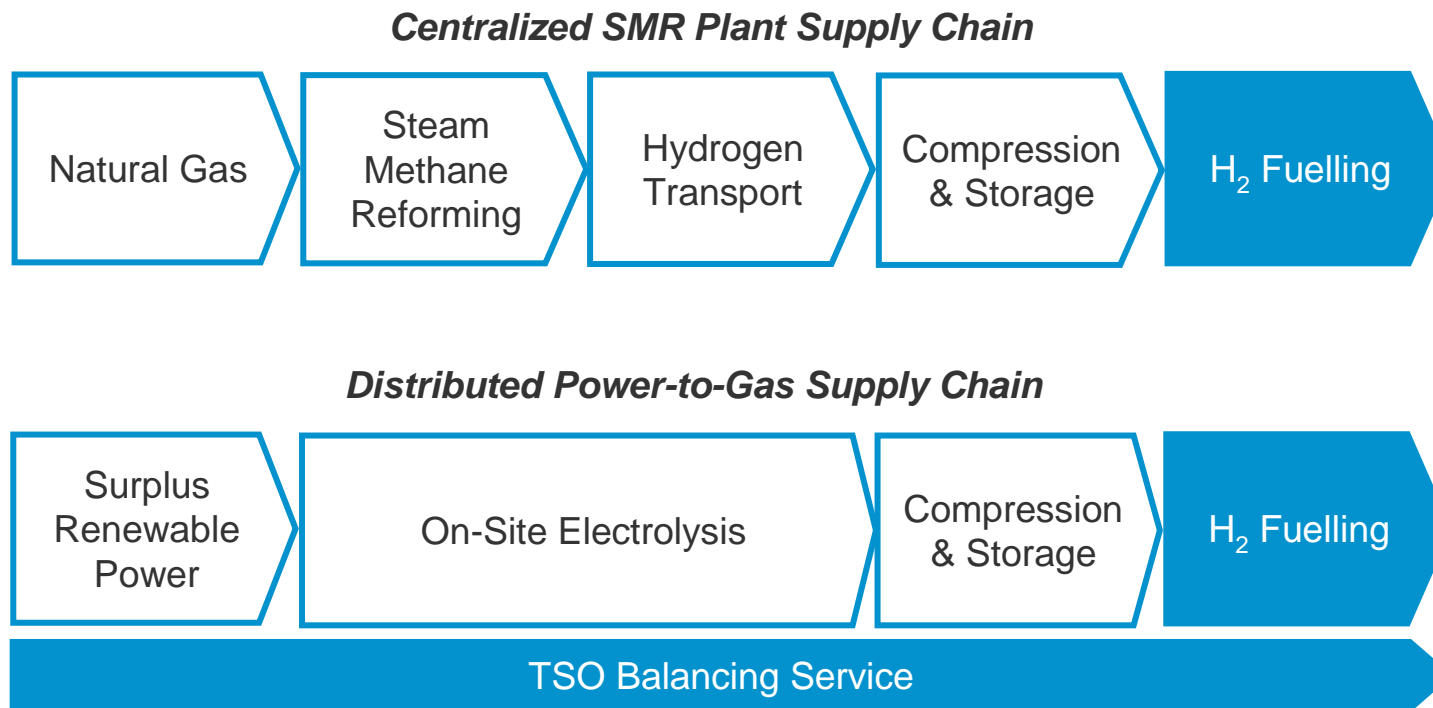 Centralized SMR Plant Supply Chain
Natural Gas
Steam
Methane
Reforming
Hydrogen
Transport
Compression
& Storage
H₂ Fuelling
Distributed Power-to-Gas Supply Chain
Surplus
Renewable
Power
On-Site Electrolysis
Compression
& Storage
H₂ Fuelling
TSO Balancing Service